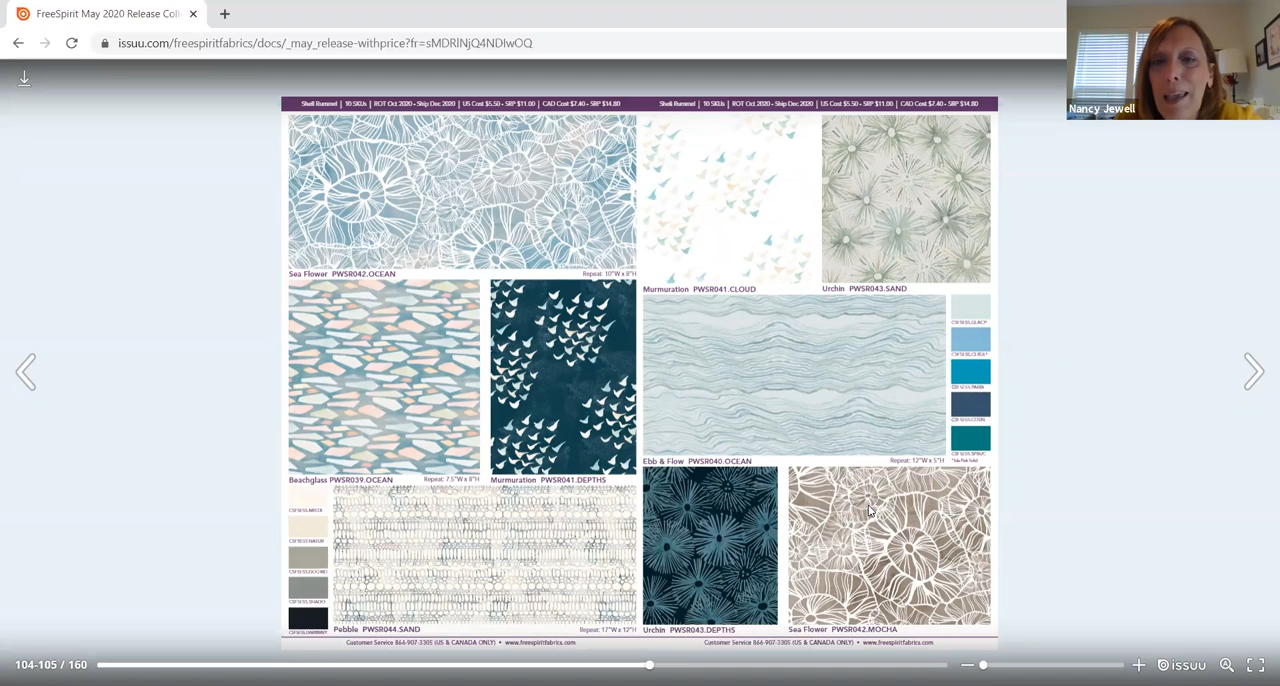 FreeSpirit May 2020 Release Coll
issuu.com/freespiritfabrics/docs/_may_release-withprice?fr=sMDRlNjQ4NDIwOQ
Nancy Jewell
Shell Rummel | 10 SKUs | ROT Oct 2020 - Ship Dec 2020 | US Cost $5.50 - SRP $11.00 | CAD Cost $7.40 - SRP $14.80
Shell Rummel | 10 SKUs | ROT Oct 2020 - Ship Dec 2020 | US Cost $5.50 - SRP $11.00 | CAD Cost $7.40 - SRP $14.80
Sea Flower PWSR042.OCEAN
Repeat: 10"W x 8"H
Murmuration PWSR041.CLOUD
Urchin PWSR043.SAND
Beachglass PWSR039.OCEAN
Repeat: 7.5"W x 8"H
Murmuration PWSR041.DEPTHS
Ebb & Flow PWSR040.OCEAN
Repeat: 12"W x 5"H
Pebble PWSR044.SAND
Repeat: 17"W x 12"H
Urchin PWSR043.DEPTHS
Sea Flower PWSR042.MOCHA
Customer Service 866-907-3305 (US & CANADA ONLY) • www.freespiritfabrics.com
Customer Service 866-907-3305 (US & CANADA ONLY) • www.freespiritfabrics.com
104-105 / 160
issuu